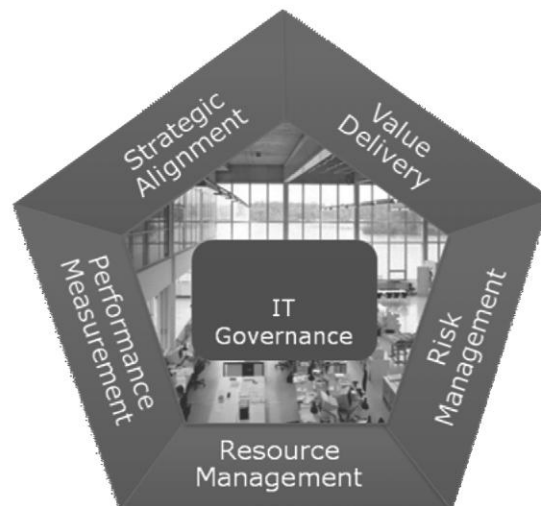 Strategic
Alignment
Value
Delivery
Performance
Measurement
IT
Governance
Risk
Management
Resource
Management